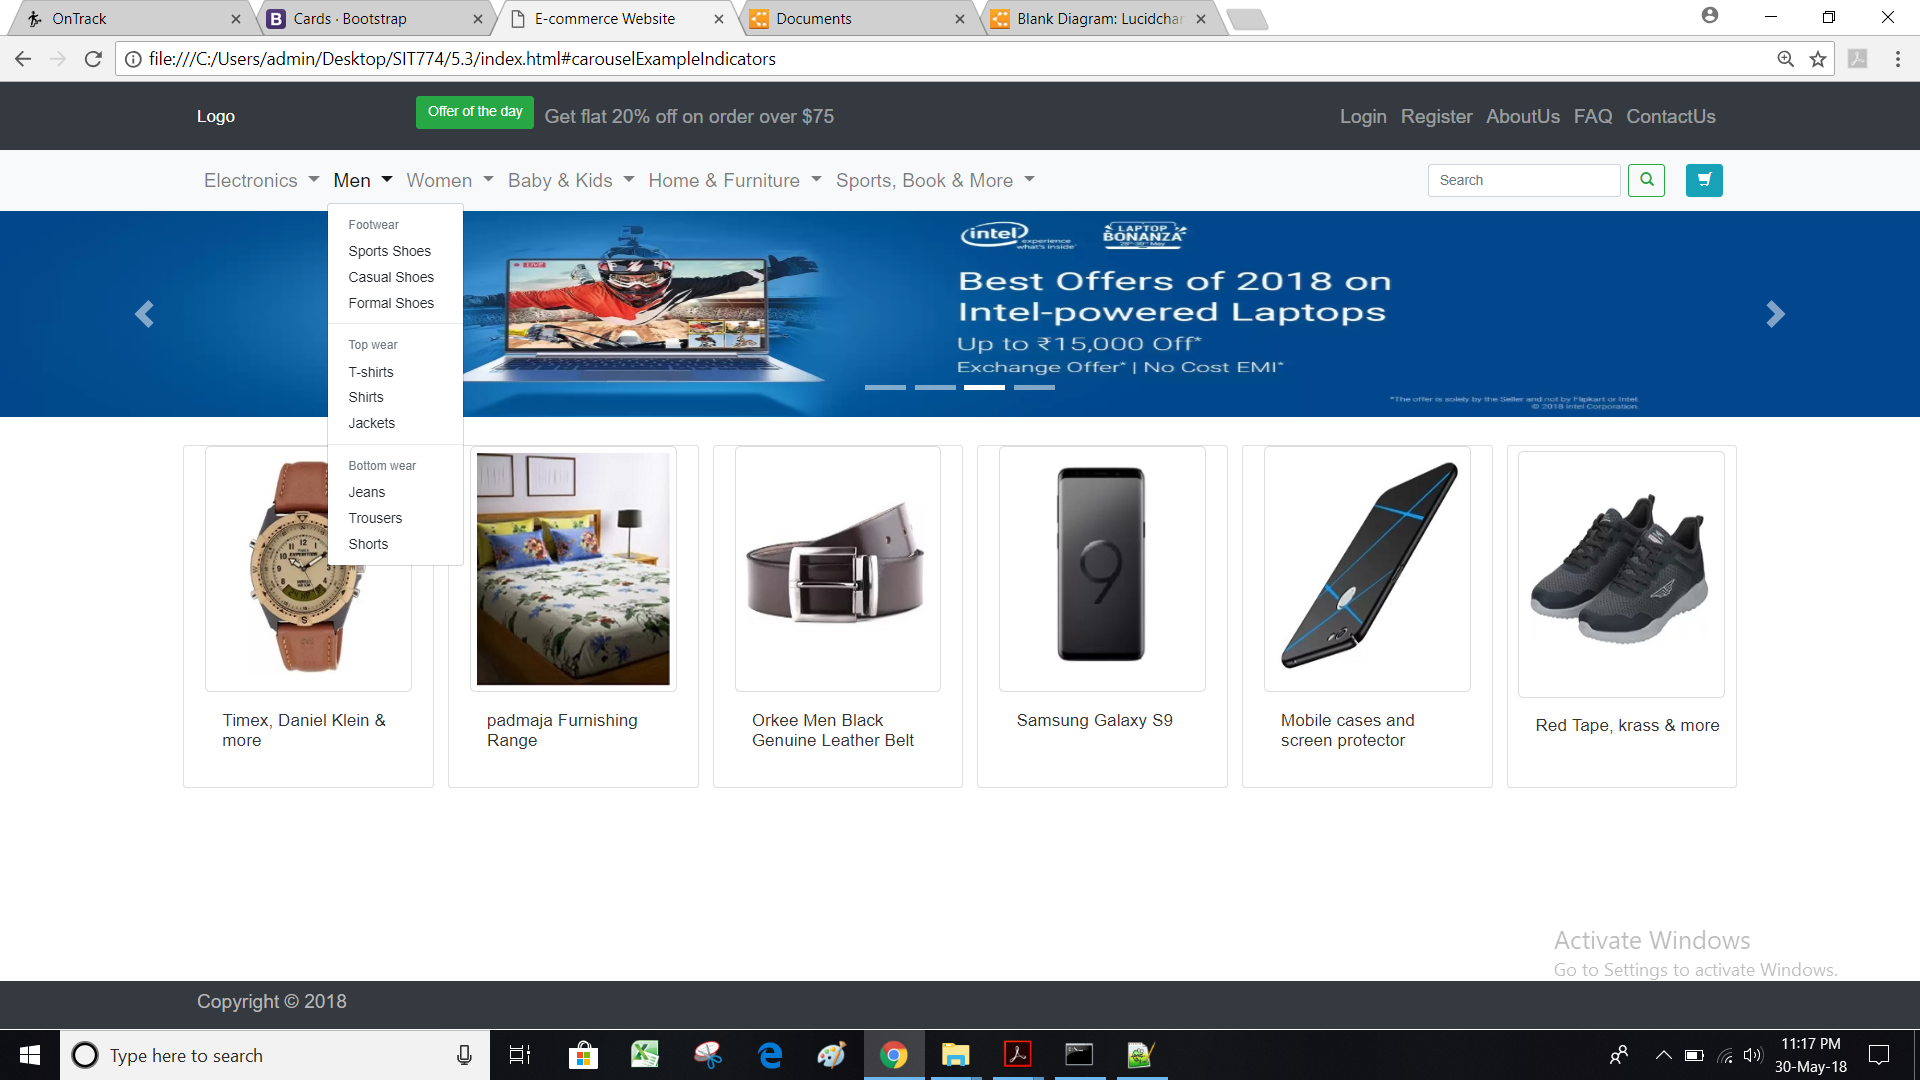 OnTrack
Cards · Bootstrap
E-commerce Website
Documents
Blank Diagram: Lucidchar
file:///C:/Users/admin/Desktop/SIT774/5.3/index.html#carouselExampleIndicators
Logo
Offer of the day
Get flat 20% off on order over $75
Login Register AboutUs FAQ ContactUs
Electronics Men Women Baby & Kids Home & Furniture Sports, Book & More
Search
Footwear
Sports Shoes
Casual Shoes
Formal Shoes
Top wear
T-shirts
Shirts
Jackets
Bottom wear
Jeans
Trousers
Shorts
LIVE
intel experience what's inside™
LAPTOP BONANZA
Best Offers of 2018 on
Intel-powered Laptops
Up to ₹15,000 Off*
Exchange Offer* | No Cost EMI*
*The offer is solely by the Seller and not by Flipkart or Intel.
© 2018 Intel Corporation.
Timex, Daniel Klein &
more
padmaja Furnishing
Range
Orkee Men Black
Genuine Leather Belt
9
Samsung Galaxy S9
Mobile cases and
screen protector
Red Tape, krass & more
Activate Windows
Go to Settings to activate Windows.
Copyright © 2018
Type here to search
11:17 PM
30-May-18